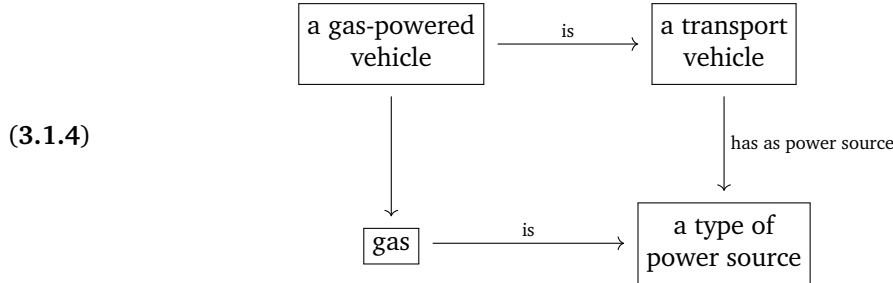 a gas-powered
vehicle
is
a transport
vehicle
(3.1.4)
has as power source
gas
is
a type of
power source